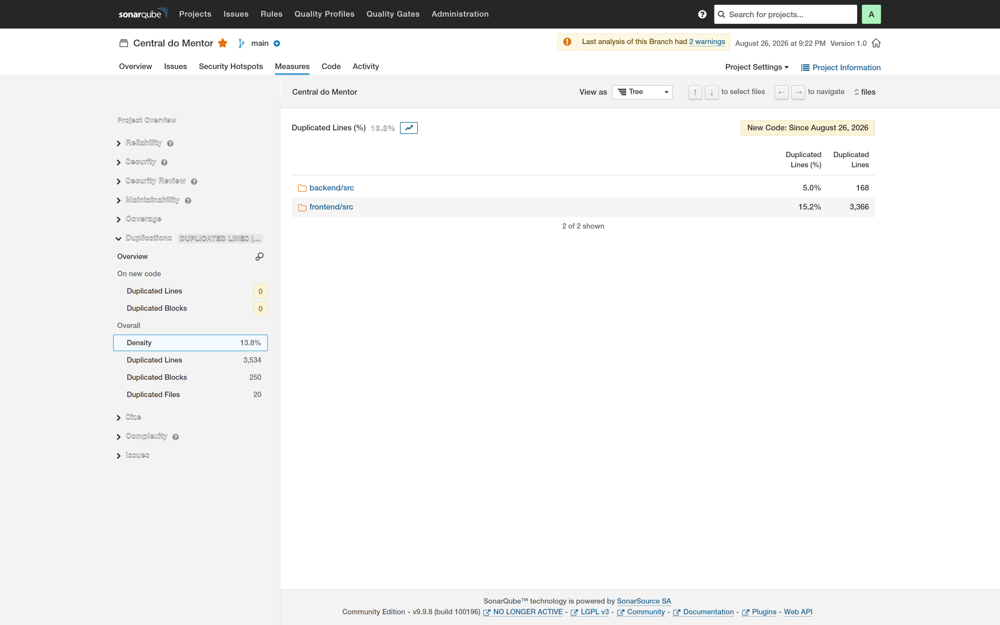 sonarqube Projects Issues Rules Quality Profiles Quality Gates Administration Search for projects... A
Central do Mentor main Last analysis of this Branch had 2 warnings August 26, 2026 at 9:22 PM Version 1.0
Overview Issues Security Hotspots Measures Code Activity Project Settings Project Information
Central do Mentor View as Tree ↑ ↓ to select files ← → to navigate 2 files
Project Overview
Reliability
Security
Security Review
Maintainability
Coverage
Duplications DUPLICATED LINES (...
Overview
On new code
Duplicated Lines 0
Duplicated Blocks 0
Overall
Density 13.8%
Duplicated Lines 3,534
Duplicated Blocks 250
Duplicated Files 20
Size
Complexity
Issues
Duplicated Lines (%) 13.8% New Code: Since August 26, 2026
Duplicated Duplicated
Lines (%) Lines
backend/src 5.0% 168
frontend/src 15.2% 3,366
2 of 2 shown
SonarQube™ technology is powered by SonarSource SA
Community Edition - v9.9.8 (build 100196) NO LONGER ACTIVE - LGPL v3 - Community - Documentation - Plugins - Web API